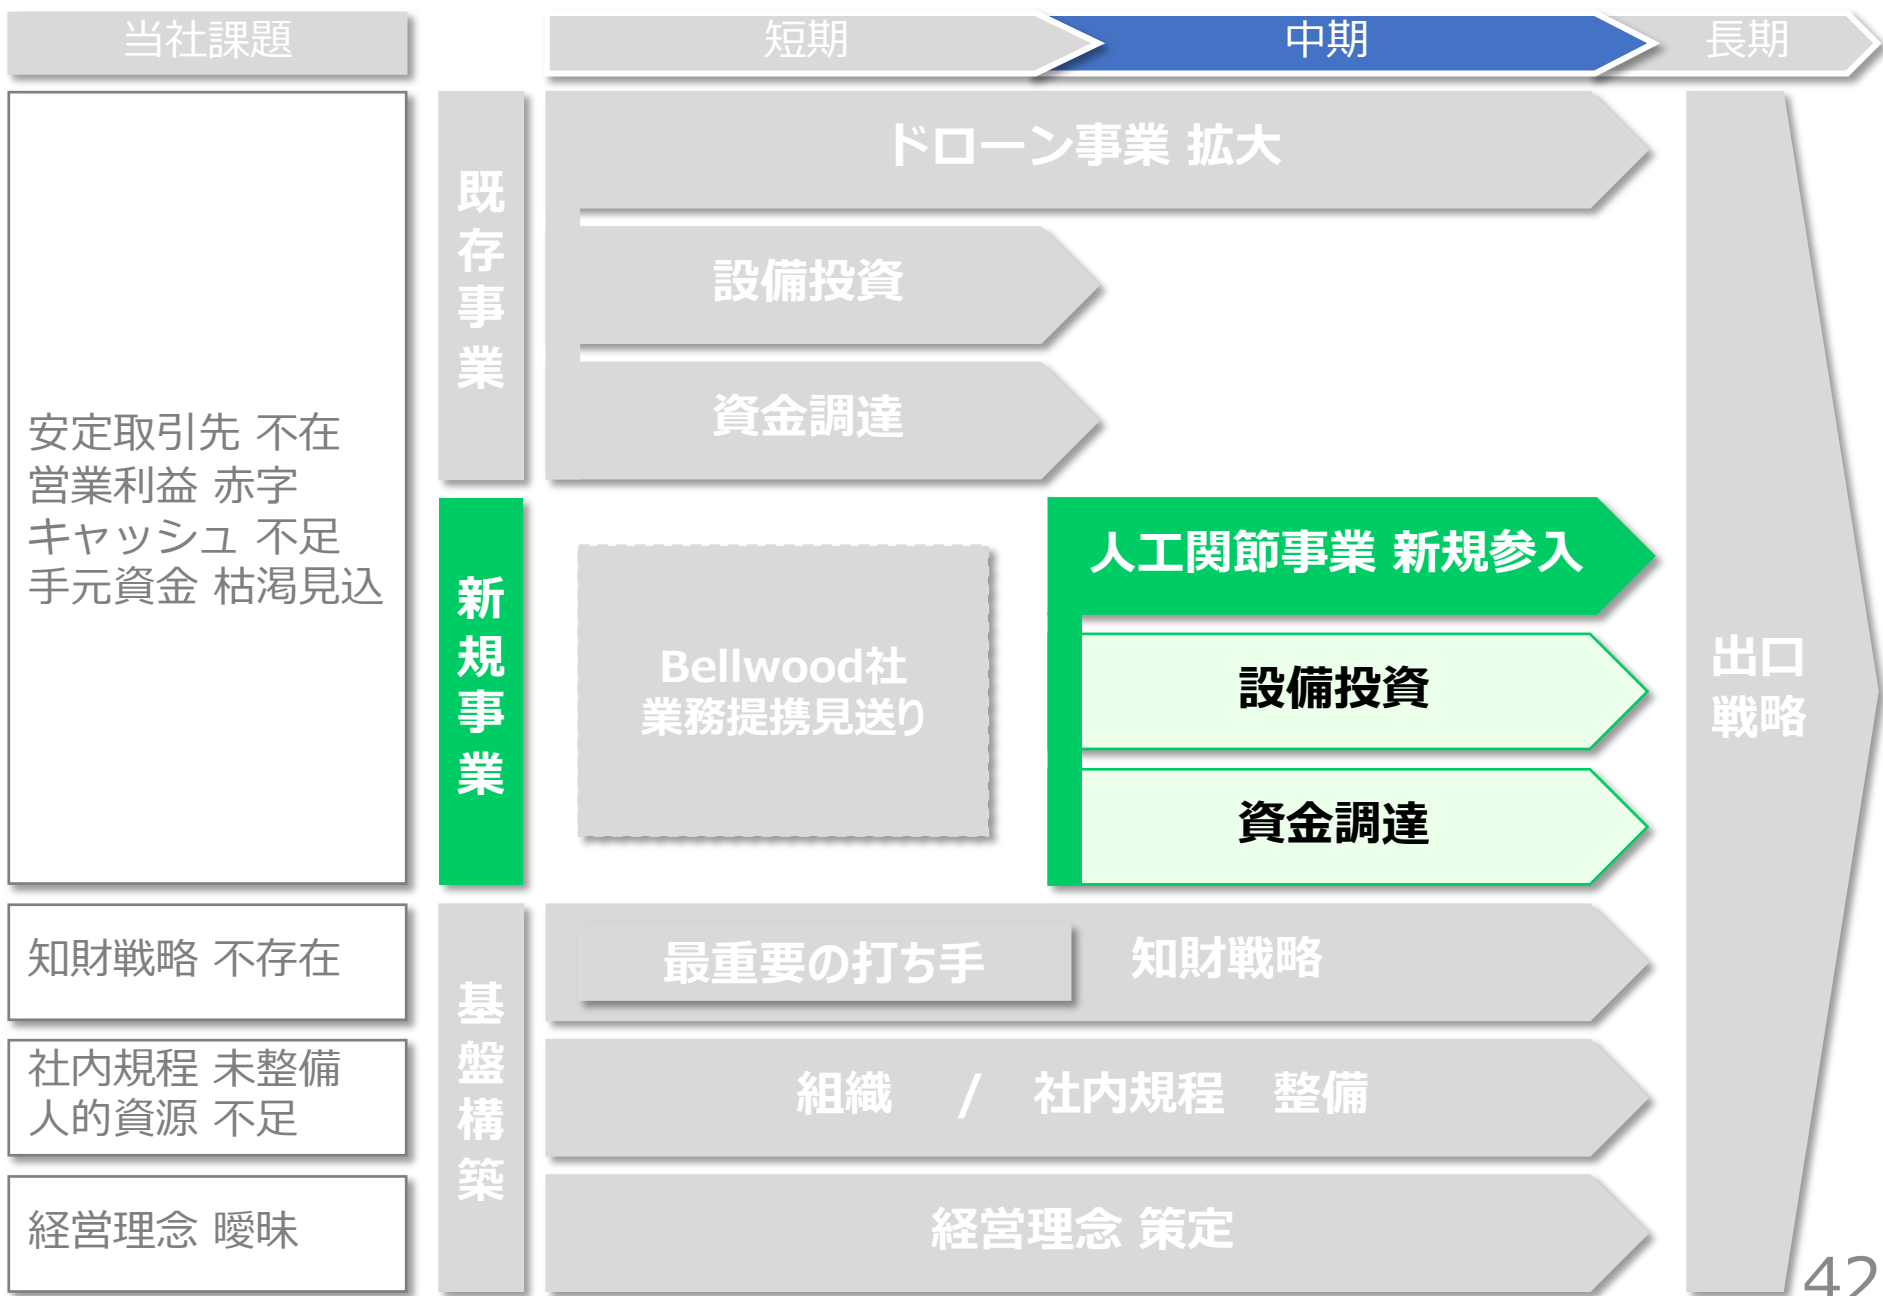 当社課題
短期
中期
長期
安定取引先 不在
営業利益 赤字
キャッシュ 不足
手元資金 枯渇見込
既存事業
ドローン事業 拡大
設備投資
資金調達
新規事業
Bellwood社
業務提携見送り
人工関節事業 新規参入
設備投資
資金調達
出口
戦略
知財戦略 不存在
社内規程 未整備
人的資源 不足
経営理念 曖昧
基盤構築
最重要の打ち手
知財戦略
組織 / 社内規程 整備
経営理念 策定
42